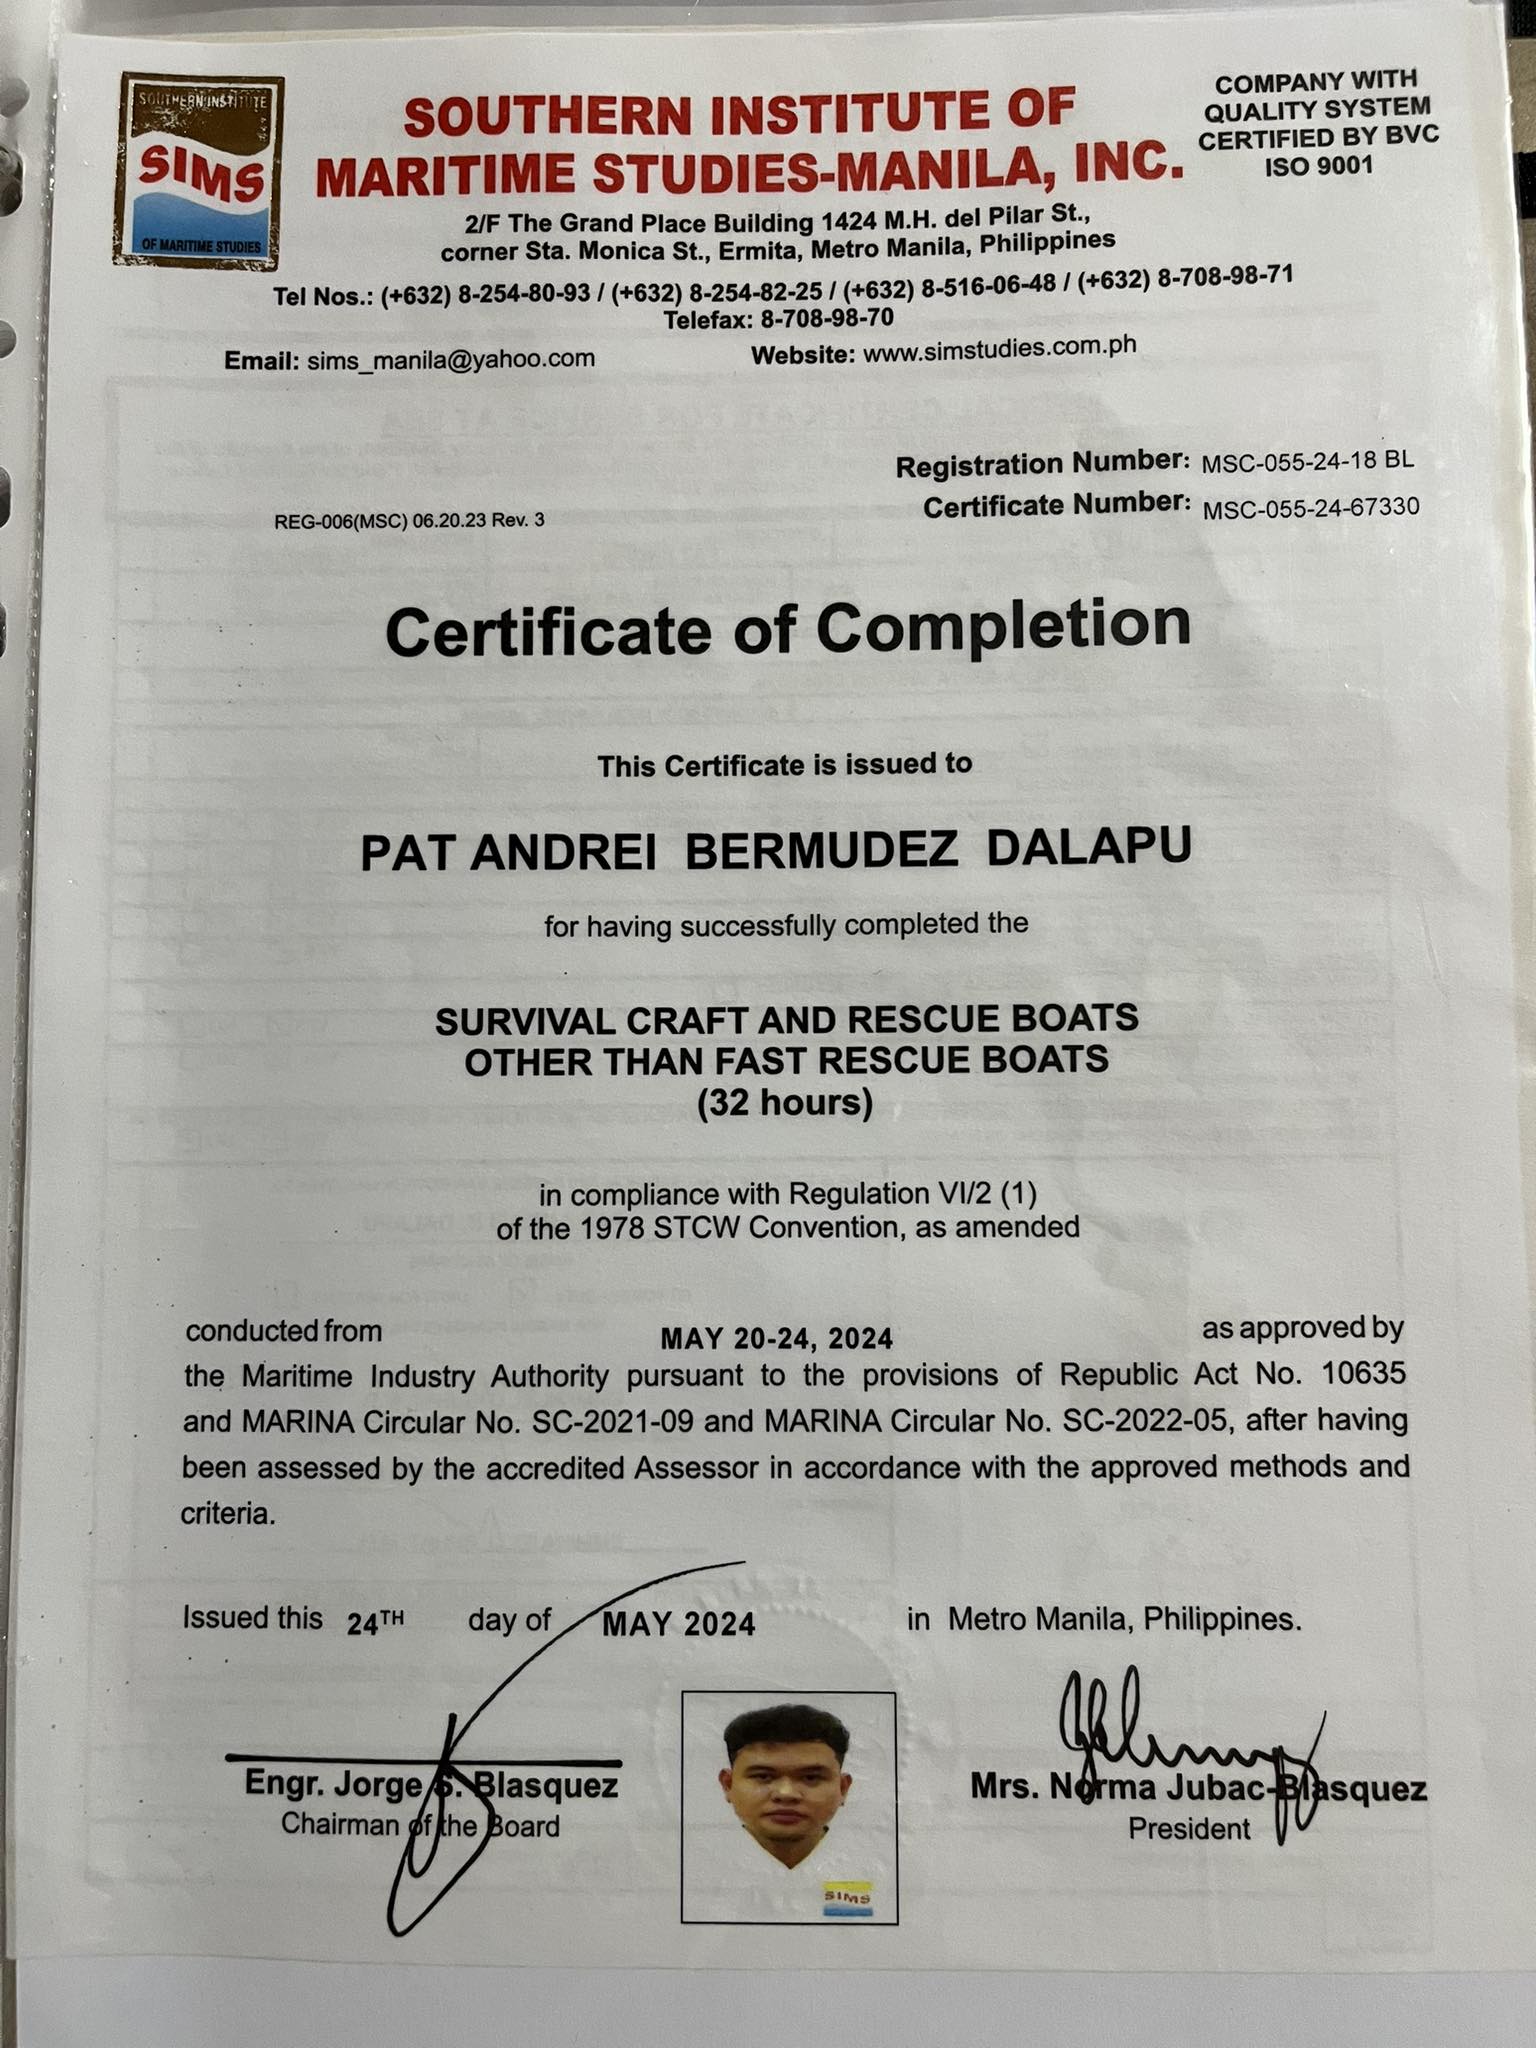 SOUTHERN INSTITUTE
SIMS
OF MARITIME STUDIES
SOUTHERN INSTITUTE OF
MARITIME STUDIES-MANILA, INC.
COMPANY WITH
QUALITY SYSTEM
CERTIFIED BY BVC
ISO 9001
2/F The Grand Place Building 1424 M.H. del Pilar St.,
corner Sta. Monica St., Ermita, Metro Manila, Philippines
Tel Nos.: (+632) 8-254-80-93 / (+632) 8-254-82-25 / (+632) 8-516-06-48 / (+632) 8-708-98-71
Telefax: 8-708-98-70
Email: sims_manila@yahoo.com Website: www.simstudies.com.ph
Registration Number: MSC-055-24-18 BL
Certificate Number: MSC-055-24-67330
REG-006(MSC) 06.20.23 Rev. 3
Certificate of Completion
This Certificate is issued to
PAT ANDREI BERMUDEZ DALAPU
for having successfully completed the
SURVIVAL CRAFT AND RESCUE BOATS
OTHER THAN FAST RESCUE BOATS
(32 hours)
in compliance with Regulation VI/2 (1)
of the 1978 STCW Convention, as amended
conducted from MAY 20-24, 2024 as approved by
the Maritime Industry Authority pursuant to the provisions of Republic Act No. 10635
and MARINA Circular No. SC-2021-09 and MARINA Circular No. SC-2022-05, after having
been assessed by the accredited Assessor in accordance with the approved methods and
criteria.
Issued this 24TH day of MAY 2024 in Metro Manila, Philippines.
Engr. Jorge S. Blasquez
Chairman of the Board
SIMS
Mrs. Norma Jubac-Blasquez
President